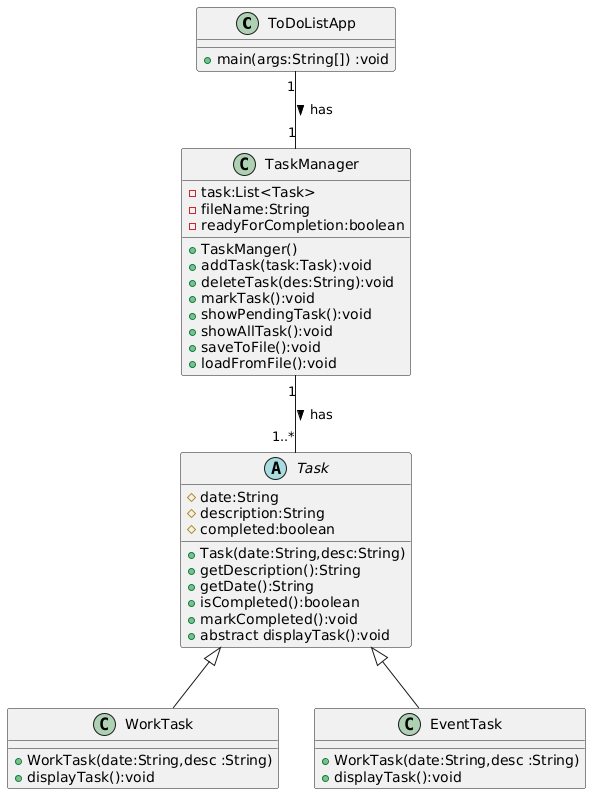 C ToDoListApp
main(args:String[]) :void
1
has
1
C TaskManager
task:List<Task>
fileName:String
readyForCompletion:boolean
TaskManger()
addTask(task:Task):void
deleteTask(des:String):void
markTask():void
showPendingTask():void
showAllTask():void
saveToFile():void
loadFromFile():void
1
has
1..*
A Task
date:String
description:String
completed:boolean
Task(date:String,desc:String)
getDescription():String
getDate():String
isCompleted():boolean
markCompleted():void
abstract displayTask():void
C WorkTask
WorkTask(date:String,desc :String)
displayTask():void
C EventTask
WorkTask(date:String,desc :String)
displayTask():void